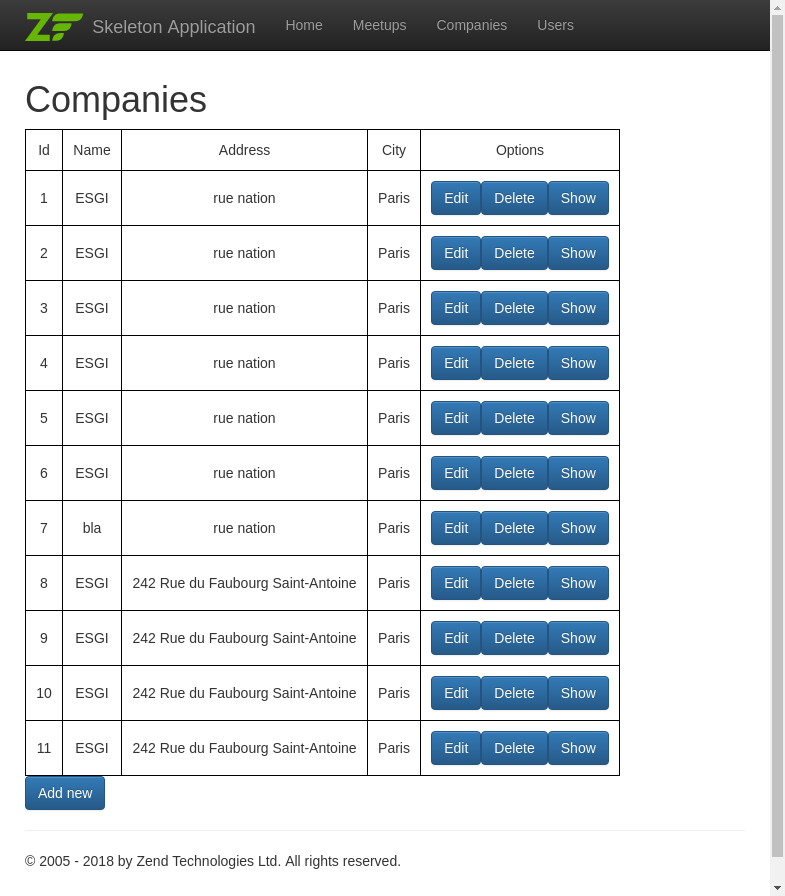 ZF Skeleton Application Home Meetups Companies Users
Companies
Id Name Address City Options
1 ESGI rue nation Paris Edit Delete Show
2 ESGI rue nation Paris Edit Delete Show
3 ESGI rue nation Paris Edit Delete Show
4 ESGI rue nation Paris Edit Delete Show
5 ESGI rue nation Paris Edit Delete Show
6 ESGI rue nation Paris Edit Delete Show
7 bla rue nation Paris Edit Delete Show
8 ESGI 242 Rue du Faubourg Saint-Antoine Paris Edit Delete Show
9 ESGI 242 Rue du Faubourg Saint-Antoine Paris Edit Delete Show
10 ESGI 242 Rue du Faubourg Saint-Antoine Paris Edit Delete Show
11 ESGI 242 Rue du Faubourg Saint-Antoine Paris Edit Delete Show
Add new
© 2005 - 2018 by Zend Technologies Ltd. All rights reserved.